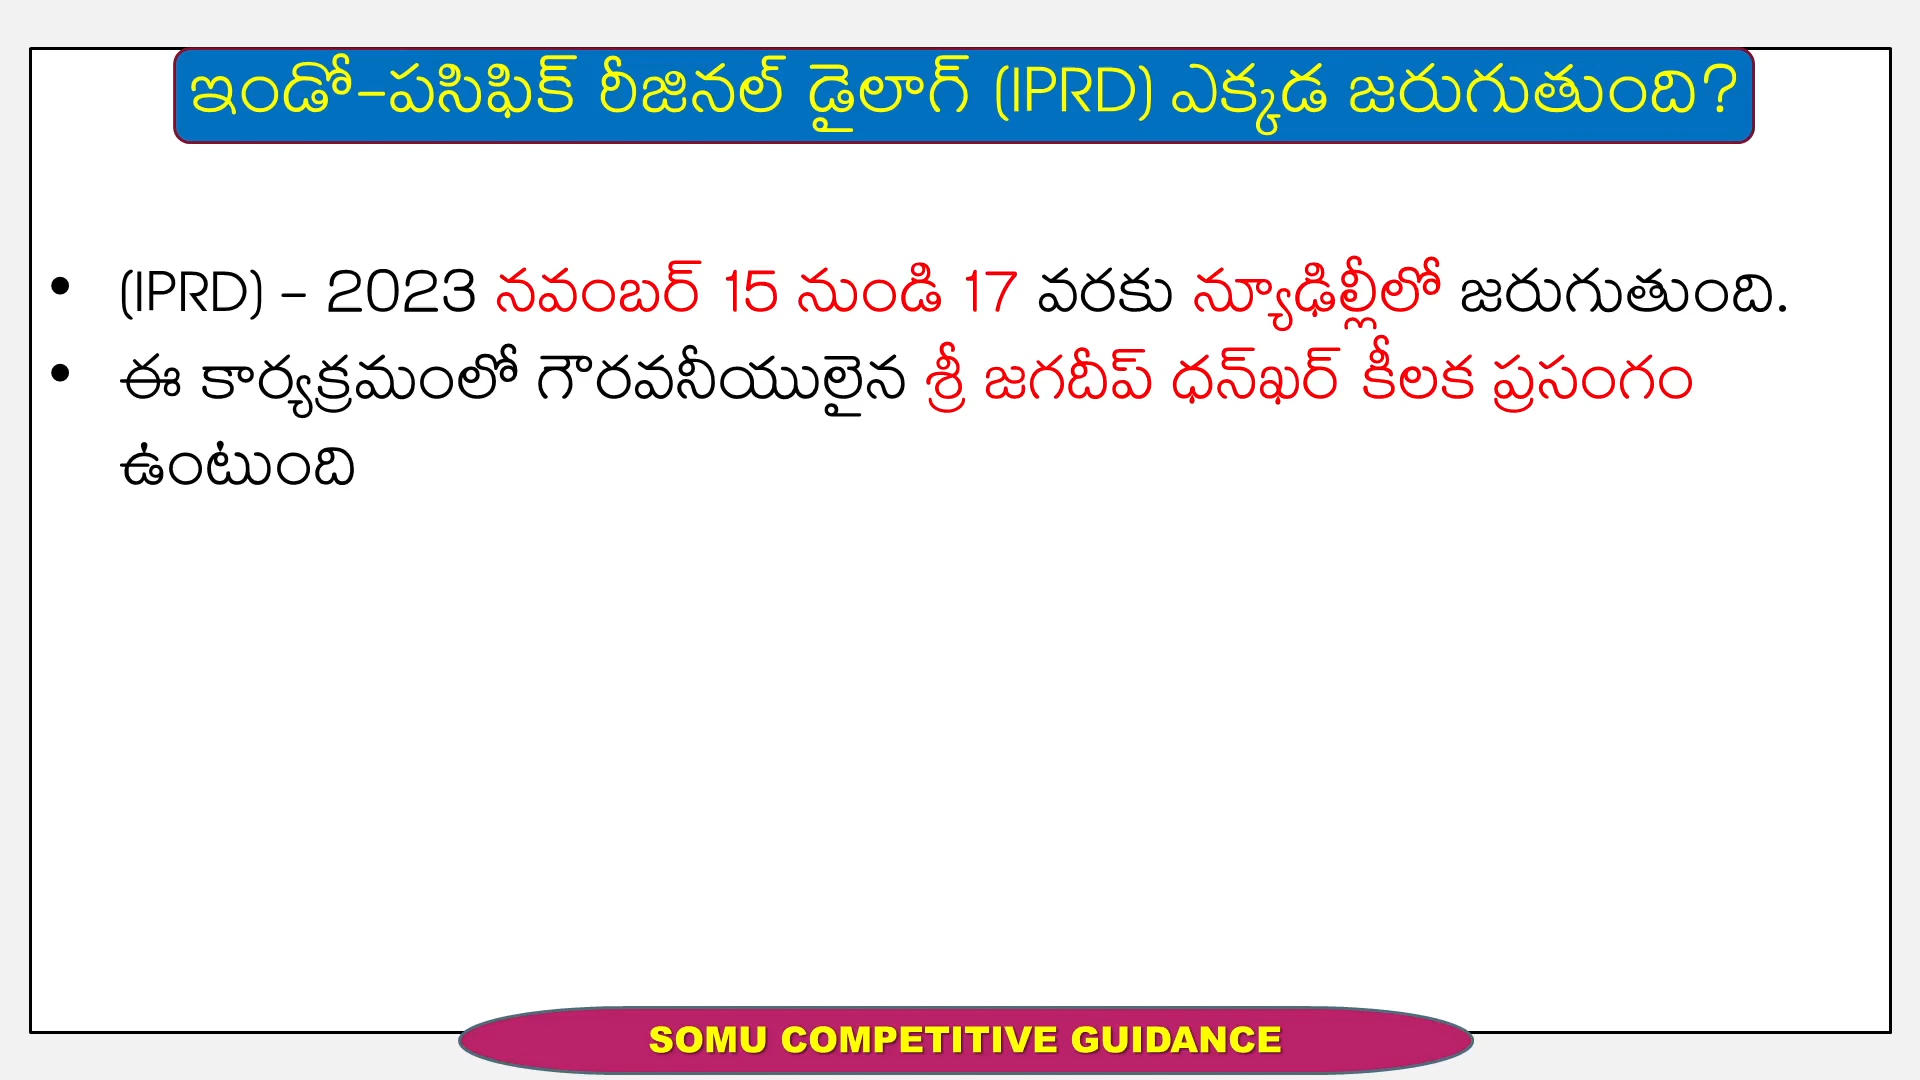 ఇండో-పసిఫిక్ రీజినల్ డైలాగ్ (IPRD) ఎక్కడ జరుగుతుంది?
• (IPRD) - 2023 నవంబర్ 15 నుండి 17 వరకు న్యూఢిల్లీలో జరుగుతుంది.
• ఈ కార్యక్రమంలో గౌరవనీయులైన శ్రీ జగదీప్ ధన్‌ఖర్ కీలక ప్రసంగం
ఉంటుంది
SOMU COMPETITIVE GUIDANCE